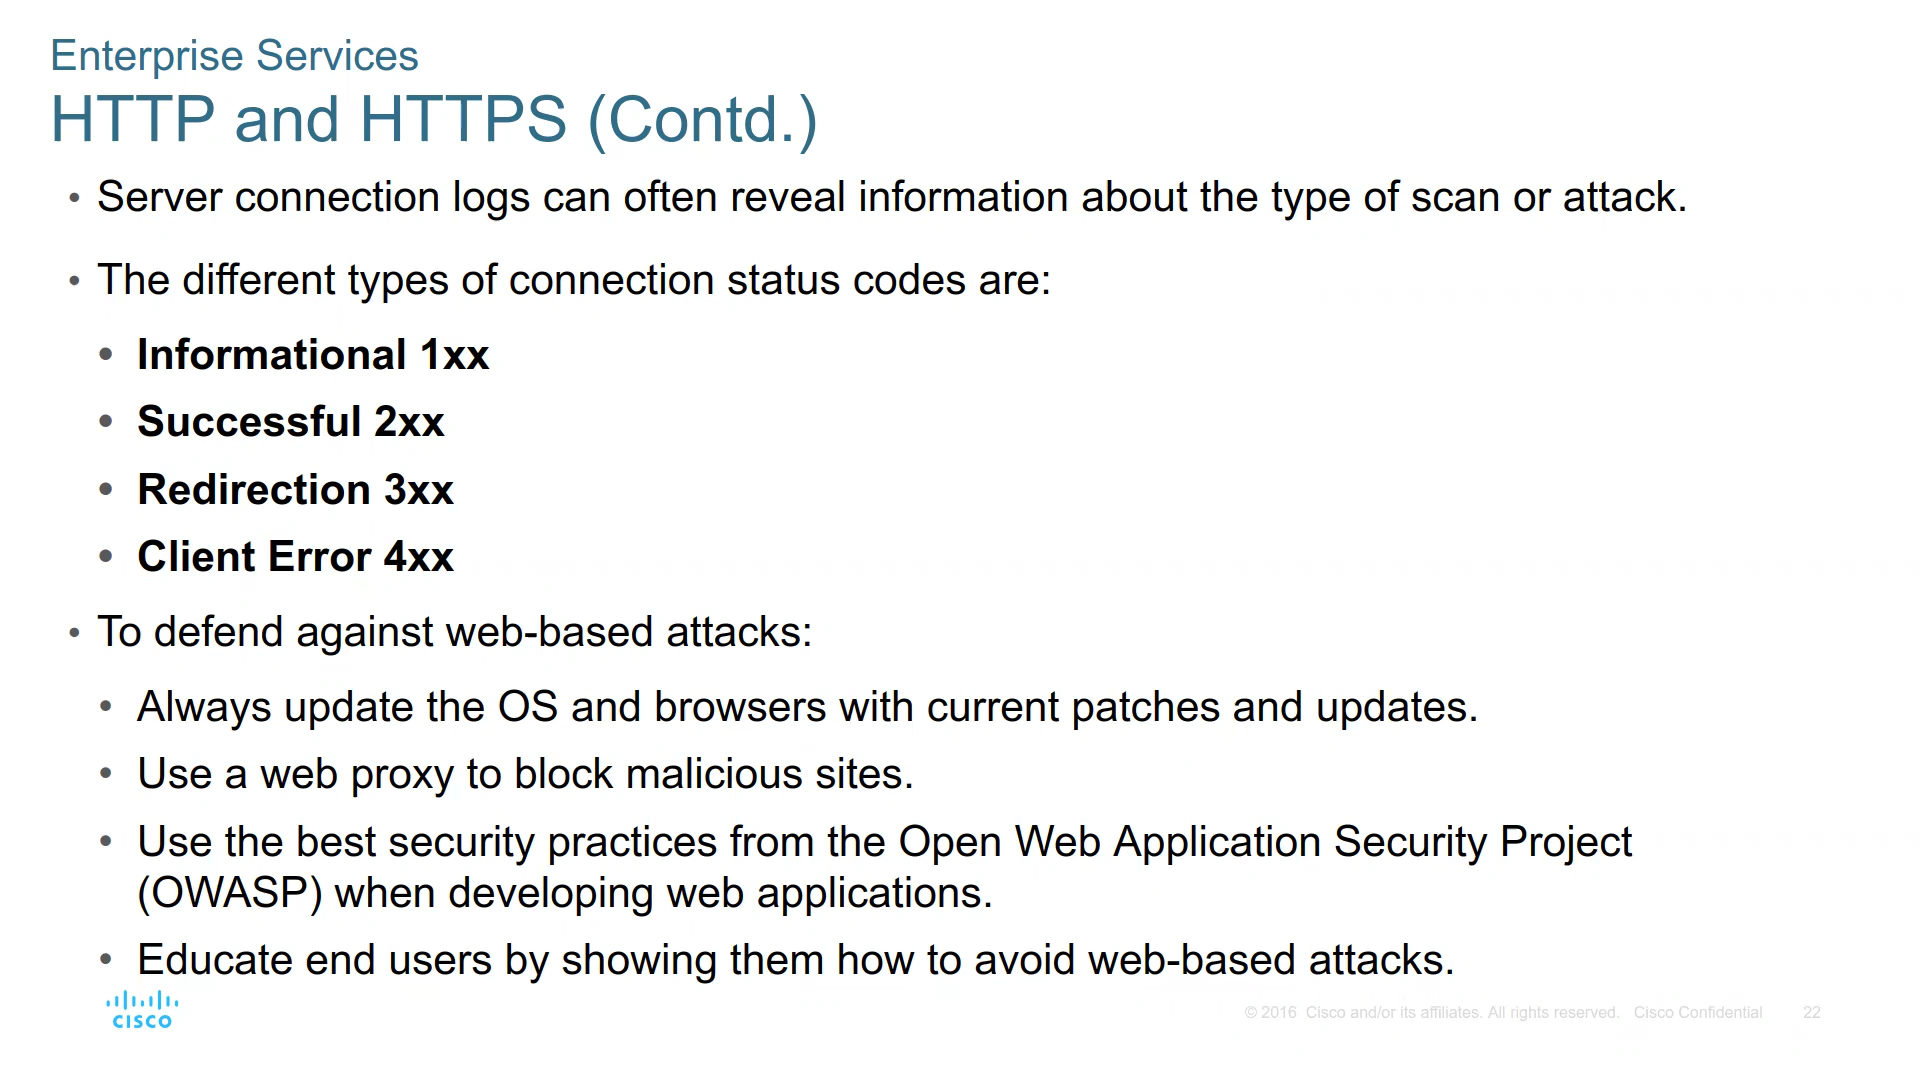 Enterprise Services
HTTP and HTTPS (Contd.)
• Server connection logs can often reveal information about the type of scan or attack.
• The different types of connection status codes are:
• Informational 1xx
• Successful 2xx
• Redirection 3xx
• Client Error 4xx
• To defend against web-based attacks:
• Always update the OS and browsers with current patches and updates.
• Use a web proxy to block malicious sites.
• Use the best security practices from the Open Web Application Security Project
(OWASP) when developing web applications.
• Educate end users by showing them how to avoid web-based attacks.
CISCO
© 2016 Cisco and/or its affiliates. All rights reserved. Cisco Confidential 22